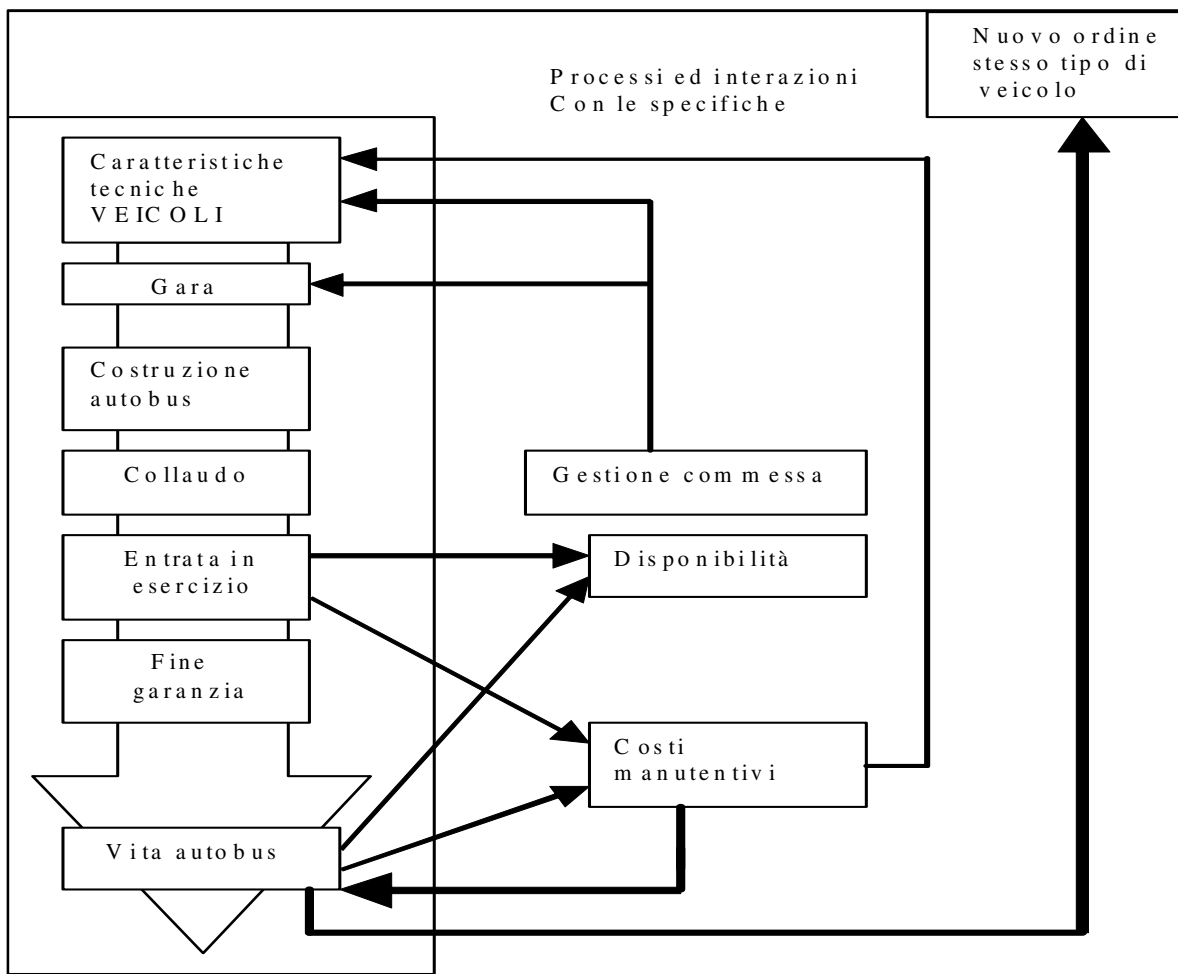 Nuovo ordine
stesso tipo di
veicolo
Processi ed interazioni
Con le specifiche
Caratteristiche
tecniche
VEICOLI
Gara
Costruzione
autobus
Collaudo
Gestione commessa
Entrata in
esercizio
Disponibilità
Fine
garanzia
Costi
manutentivi
Vita autobus